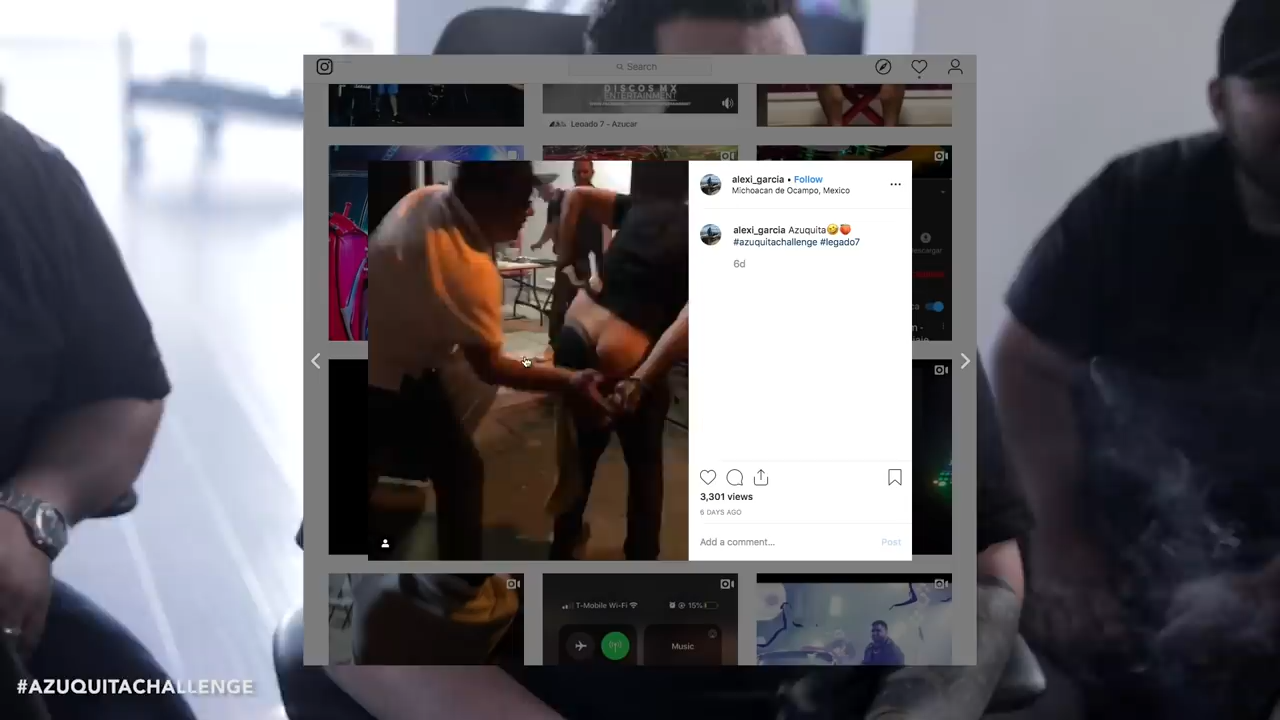 Search
DISCOS MX
ENTERTAINMENT
Legado 7 - Azucar
alexi_garcia • Follow
Michoacan de Ocampo, Mexico
alexi_garcia Azuquita🤣🍑
#azuquitachallenge #legado7
6d
escargar
3,301 views
6 DAYS AGO
Add a comment...
Post
T-Mobile Wi-Fi
15%
Music
#AZUQUITACHALLENGE